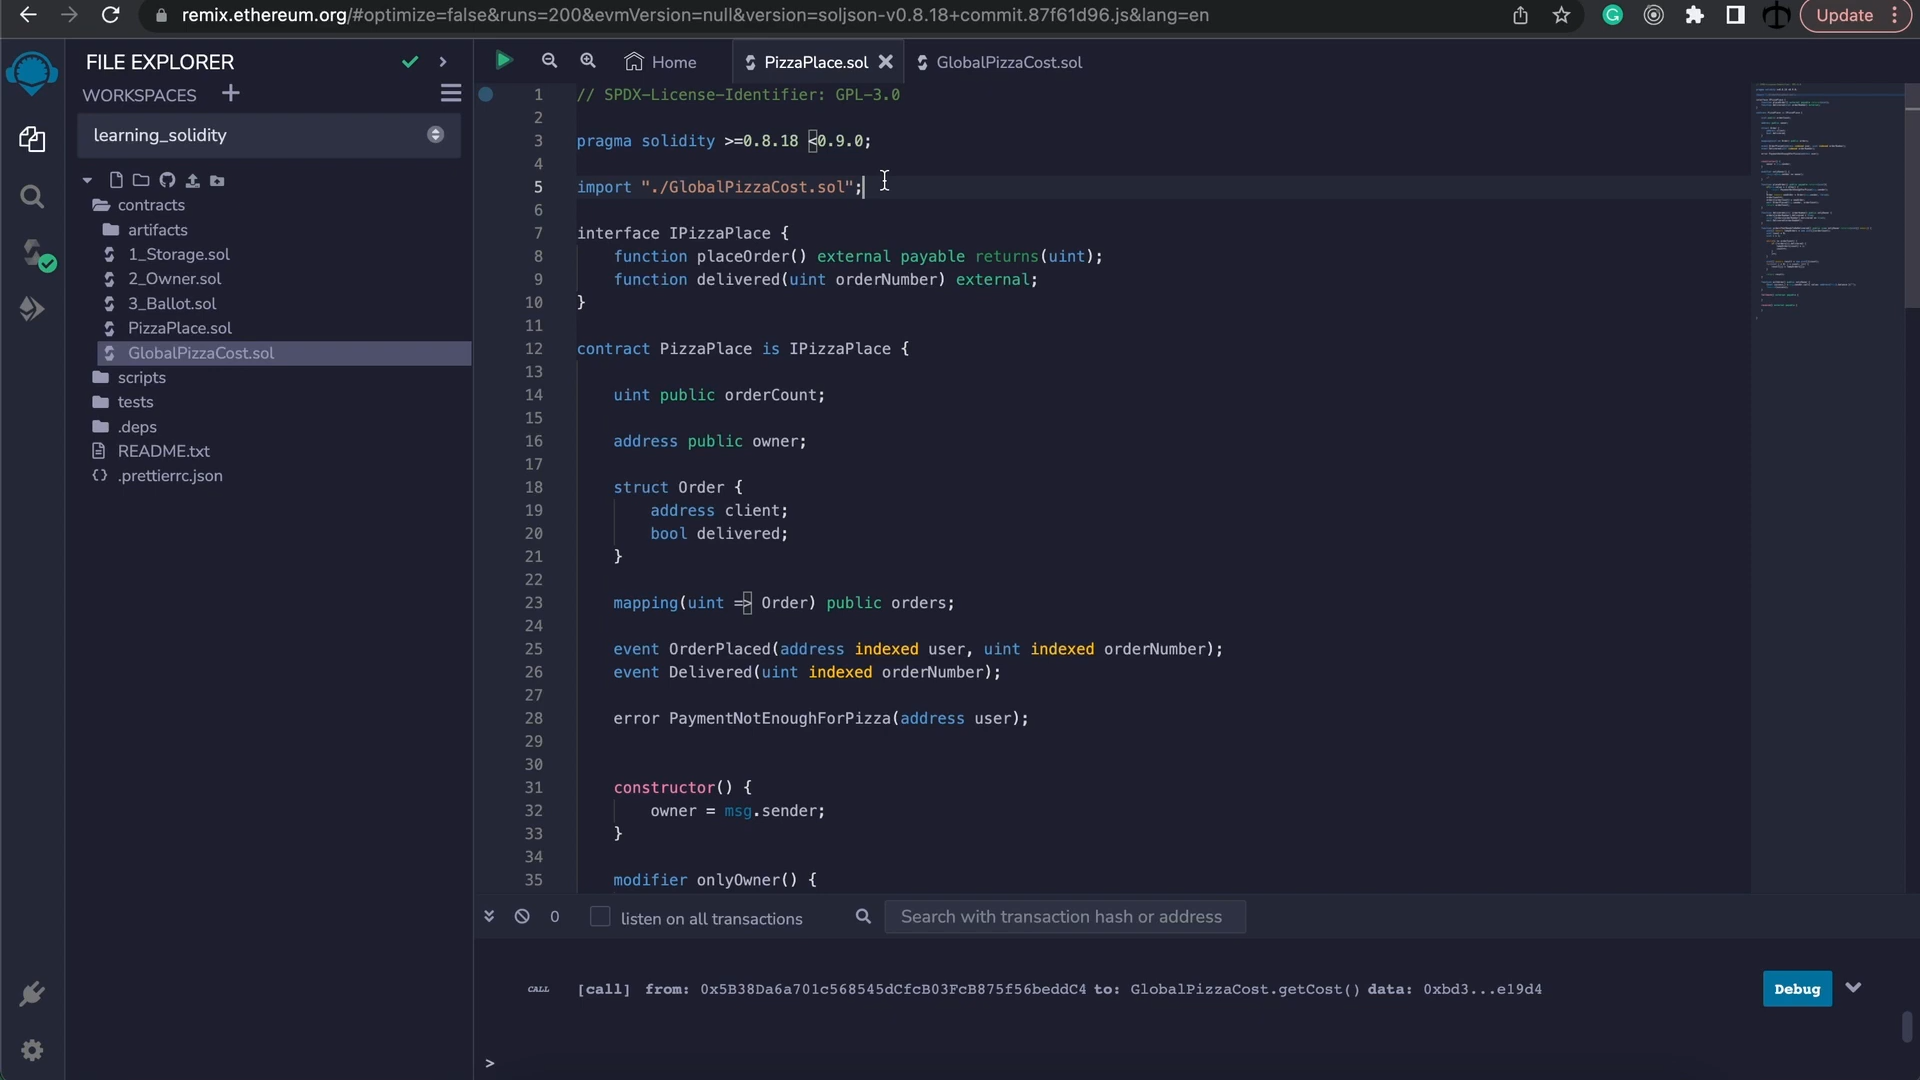 remix.ethereum.org/#optimize=false&runs=200&evmVersion=null&version=soljson-v0.8.18+commit.87f61d96.js&lang=en
Update
FILE EXPLORER
WORKSPACES
learning_solidity
contracts
artifacts
1_Storage.sol
2_Owner.sol
3_Ballot.sol
PizzaPlace.sol
GlobalPizzaCost.sol
scripts
tests
.deps
README.txt
.prettierrc.json
Home
PizzaPlace.sol
GlobalPizzaCost.sol
1 // SPDX-License-Identifier: GPL-3.0
2
3 pragma solidity >=0.8.18 <0.9.0;
4
5 import "./GlobalPizzaCost.sol";
6
7 interface IPizzaPlace {
8 function placeOrder() external payable returns(uint);
9 function delivered(uint orderNumber) external;
10 }
11
12 contract PizzaPlace is IPizzaPlace {
13
14 uint public orderCount;
15
16 address public owner;
17
18 struct Order {
19 address client;
20 bool delivered;
21 }
22
23 mapping(uint => Order) public orders;
24
25 event OrderPlaced(address indexed user, uint indexed orderNumber);
26 event Delivered(uint indexed orderNumber);
27
28 error PaymentNotEnoughForPizza(address user);
29
30
31 constructor() {
32 owner = msg.sender;
33 }
34
35 modifier onlyOwner() {
0
listen on all transactions
Search with transaction hash or address
CALL [call] from: 0x5B38Da6a701c568545dCfcB03FcB875f56beddC4 to: GlobalPizzaCost.getCost() data: 0xbd3...e19d4
Debug
>